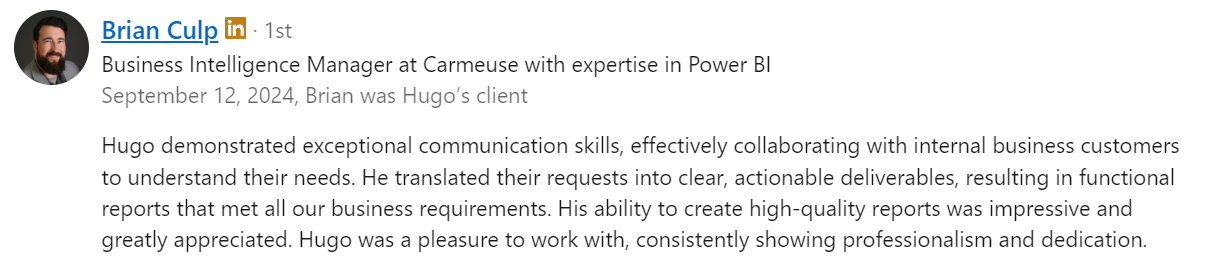 Brian Culp in · 1st
Business Intelligence Manager at Carmeuse with expertise in Power BI
September 12, 2024, Brian was Hugo’s client
Hugo demonstrated exceptional communication skills, effectively collaborating with internal business customers
to understand their needs. He translated their requests into clear, actionable deliverables, resulting in functional
reports that met all our business requirements. His ability to create high-quality reports was impressive and
greatly appreciated. Hugo was a pleasure to work with, consistently showing professionalism and dedication.